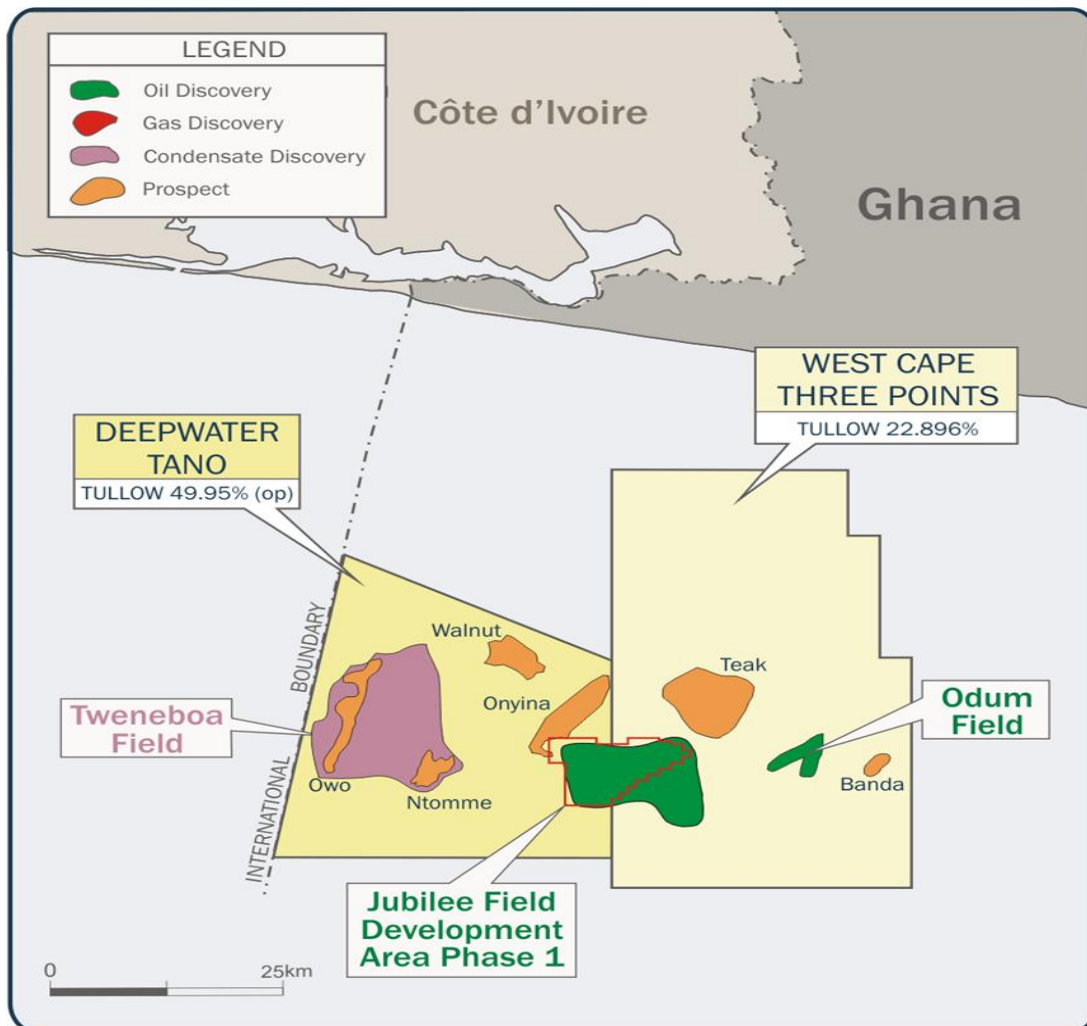 LEGEND
Oil Discovery
Gas Discovery
Condensate Discovery
Prospect
Côte d'Ivoire
Ghana
WEST CAPE
THREE POINTS
TULLOW 22.896%
DEEPWATER
TANO
TULLOW 49.95% (op)
INTERNATIONAL BOUNDARY
Walnut
Onyina
Teak
Tweneboa
Field
Odum
Field
Owo
Ntomme
Banda
Jubilee Field
Development
Area Phase 1
0 25km